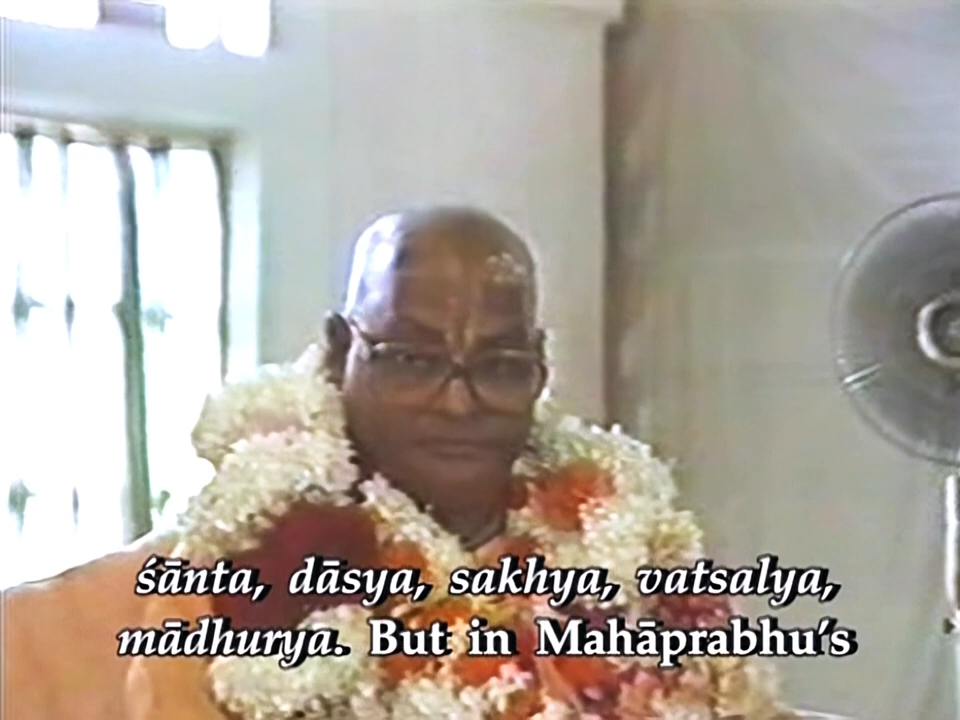 śānta, dāsya, sakhya, vatsalya,
mādhurya. But in Mahāprabhu’s